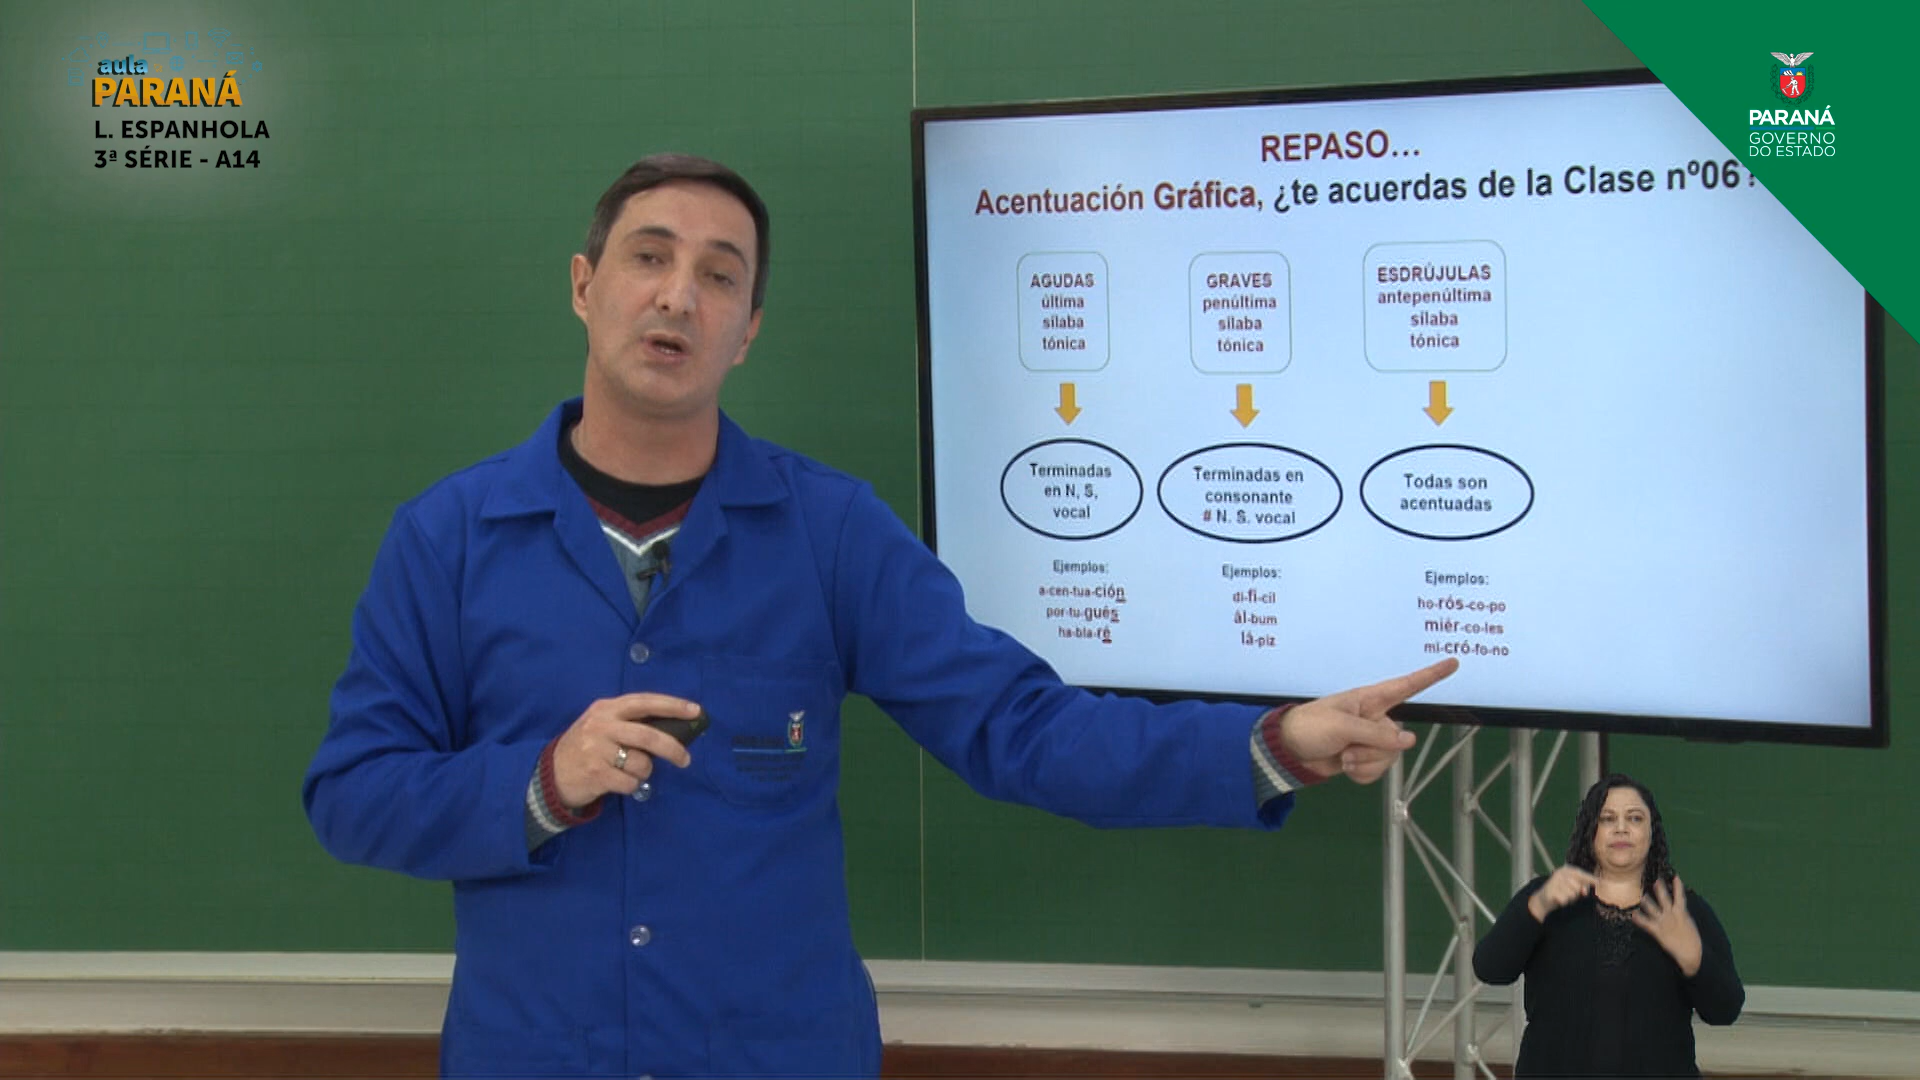 aula
PARANÁ
L. ESPANHOLA
3ª SÉRIE - A14
PARANÁ
GOVERNO
DO ESTADO
REPASO...
Acentuación Gráfica, ¿te acuerdas de la Clase nº06?
AGUDAS
última
sílaba
tónica
GRAVES
penúltima
sílaba
tónica
ESDRÚJULAS
antepenúltima
sílaba
tónica
Terminadas
en N, S,
vocal
Terminadas en
consonante
# N. S. vocal
Todas son
acentuadas
Ejemplos:
a-cen-tua-ción
por-tu-gués
ha-bla-ré
Ejemplos:
di-fí-cil
ál-bum
lá-piz
Ejemplos:
ho-rós-co-po
miér-co-les
mi-cró-fo-no